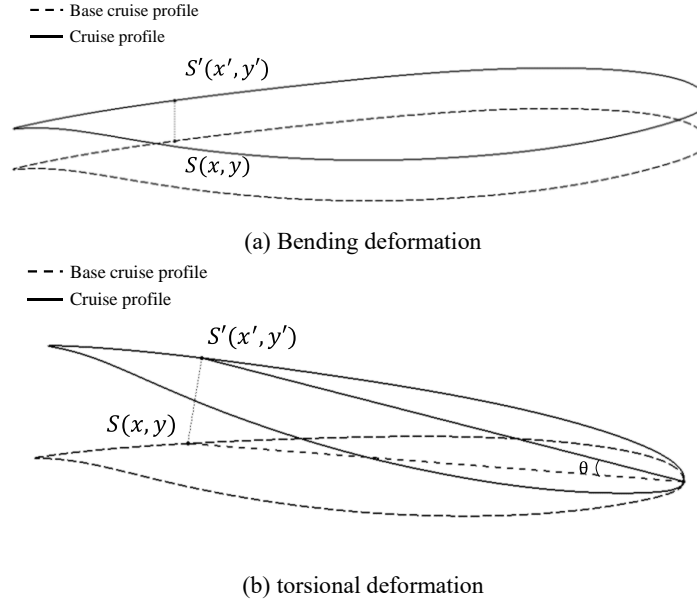 Base cruise profile
Cruise profile
S′(x′, y′)
S(x, y)
(a) Bending deformation
Base cruise profile
Cruise profile
S′(x′, y′)
S(x, y)
θ
(b) torsional deformation